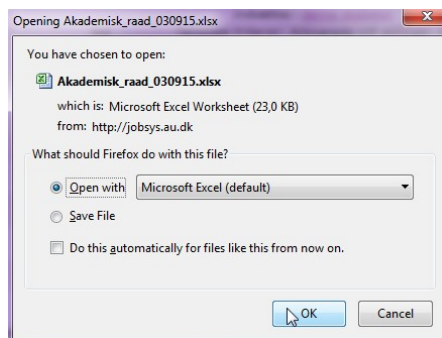 Opening Akademisk_raad_030915.xlsx
You have chosen to open:
Akademisk_raad_030915.xlsx
which is: Microsoft Excel Worksheet (23,0 KB)
from: http://jobsys.au.dk
What should Firefox do with this file?
Open with Microsoft Excel (default)
Save File
Do this automatically for files like this from now on.
OK Cancel